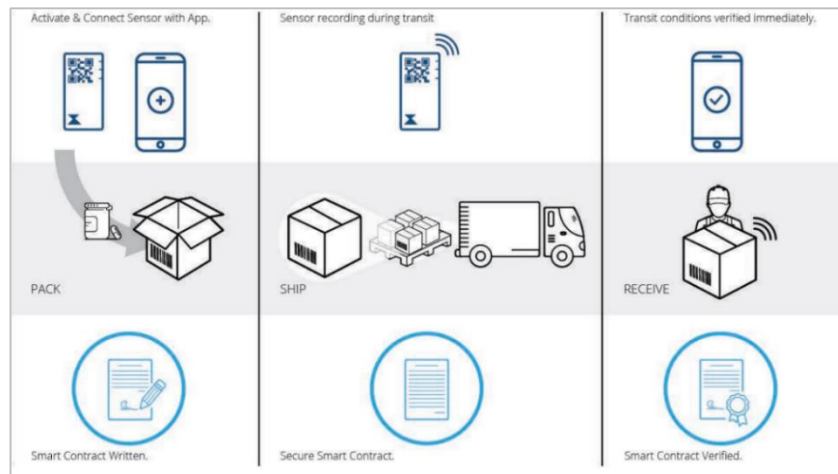 Activate & Connect Sensor with App.
Sensor recording during transit
Transit conditions verified immediately.
PACK
SHIP
RECEIVE
Smart Contract Written.
Secure Smart Contract.
Smart Contract Verified.